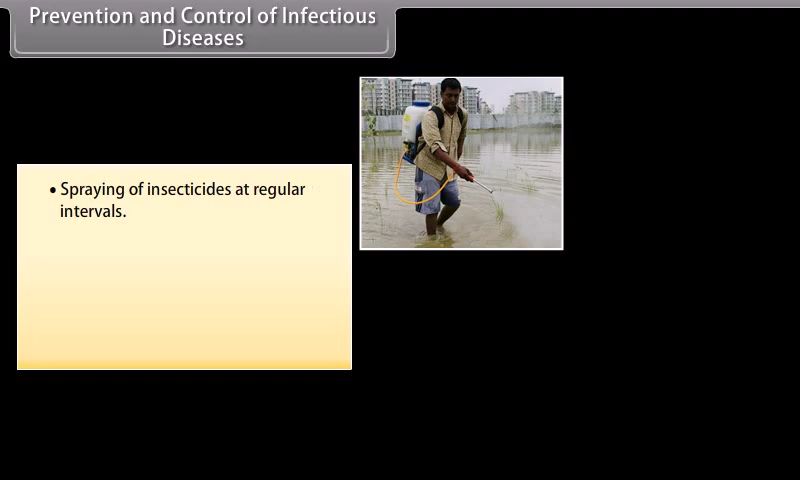 Prevention and Control of Infectious
Diseases
• Spraying of insecticides at regular
intervals.